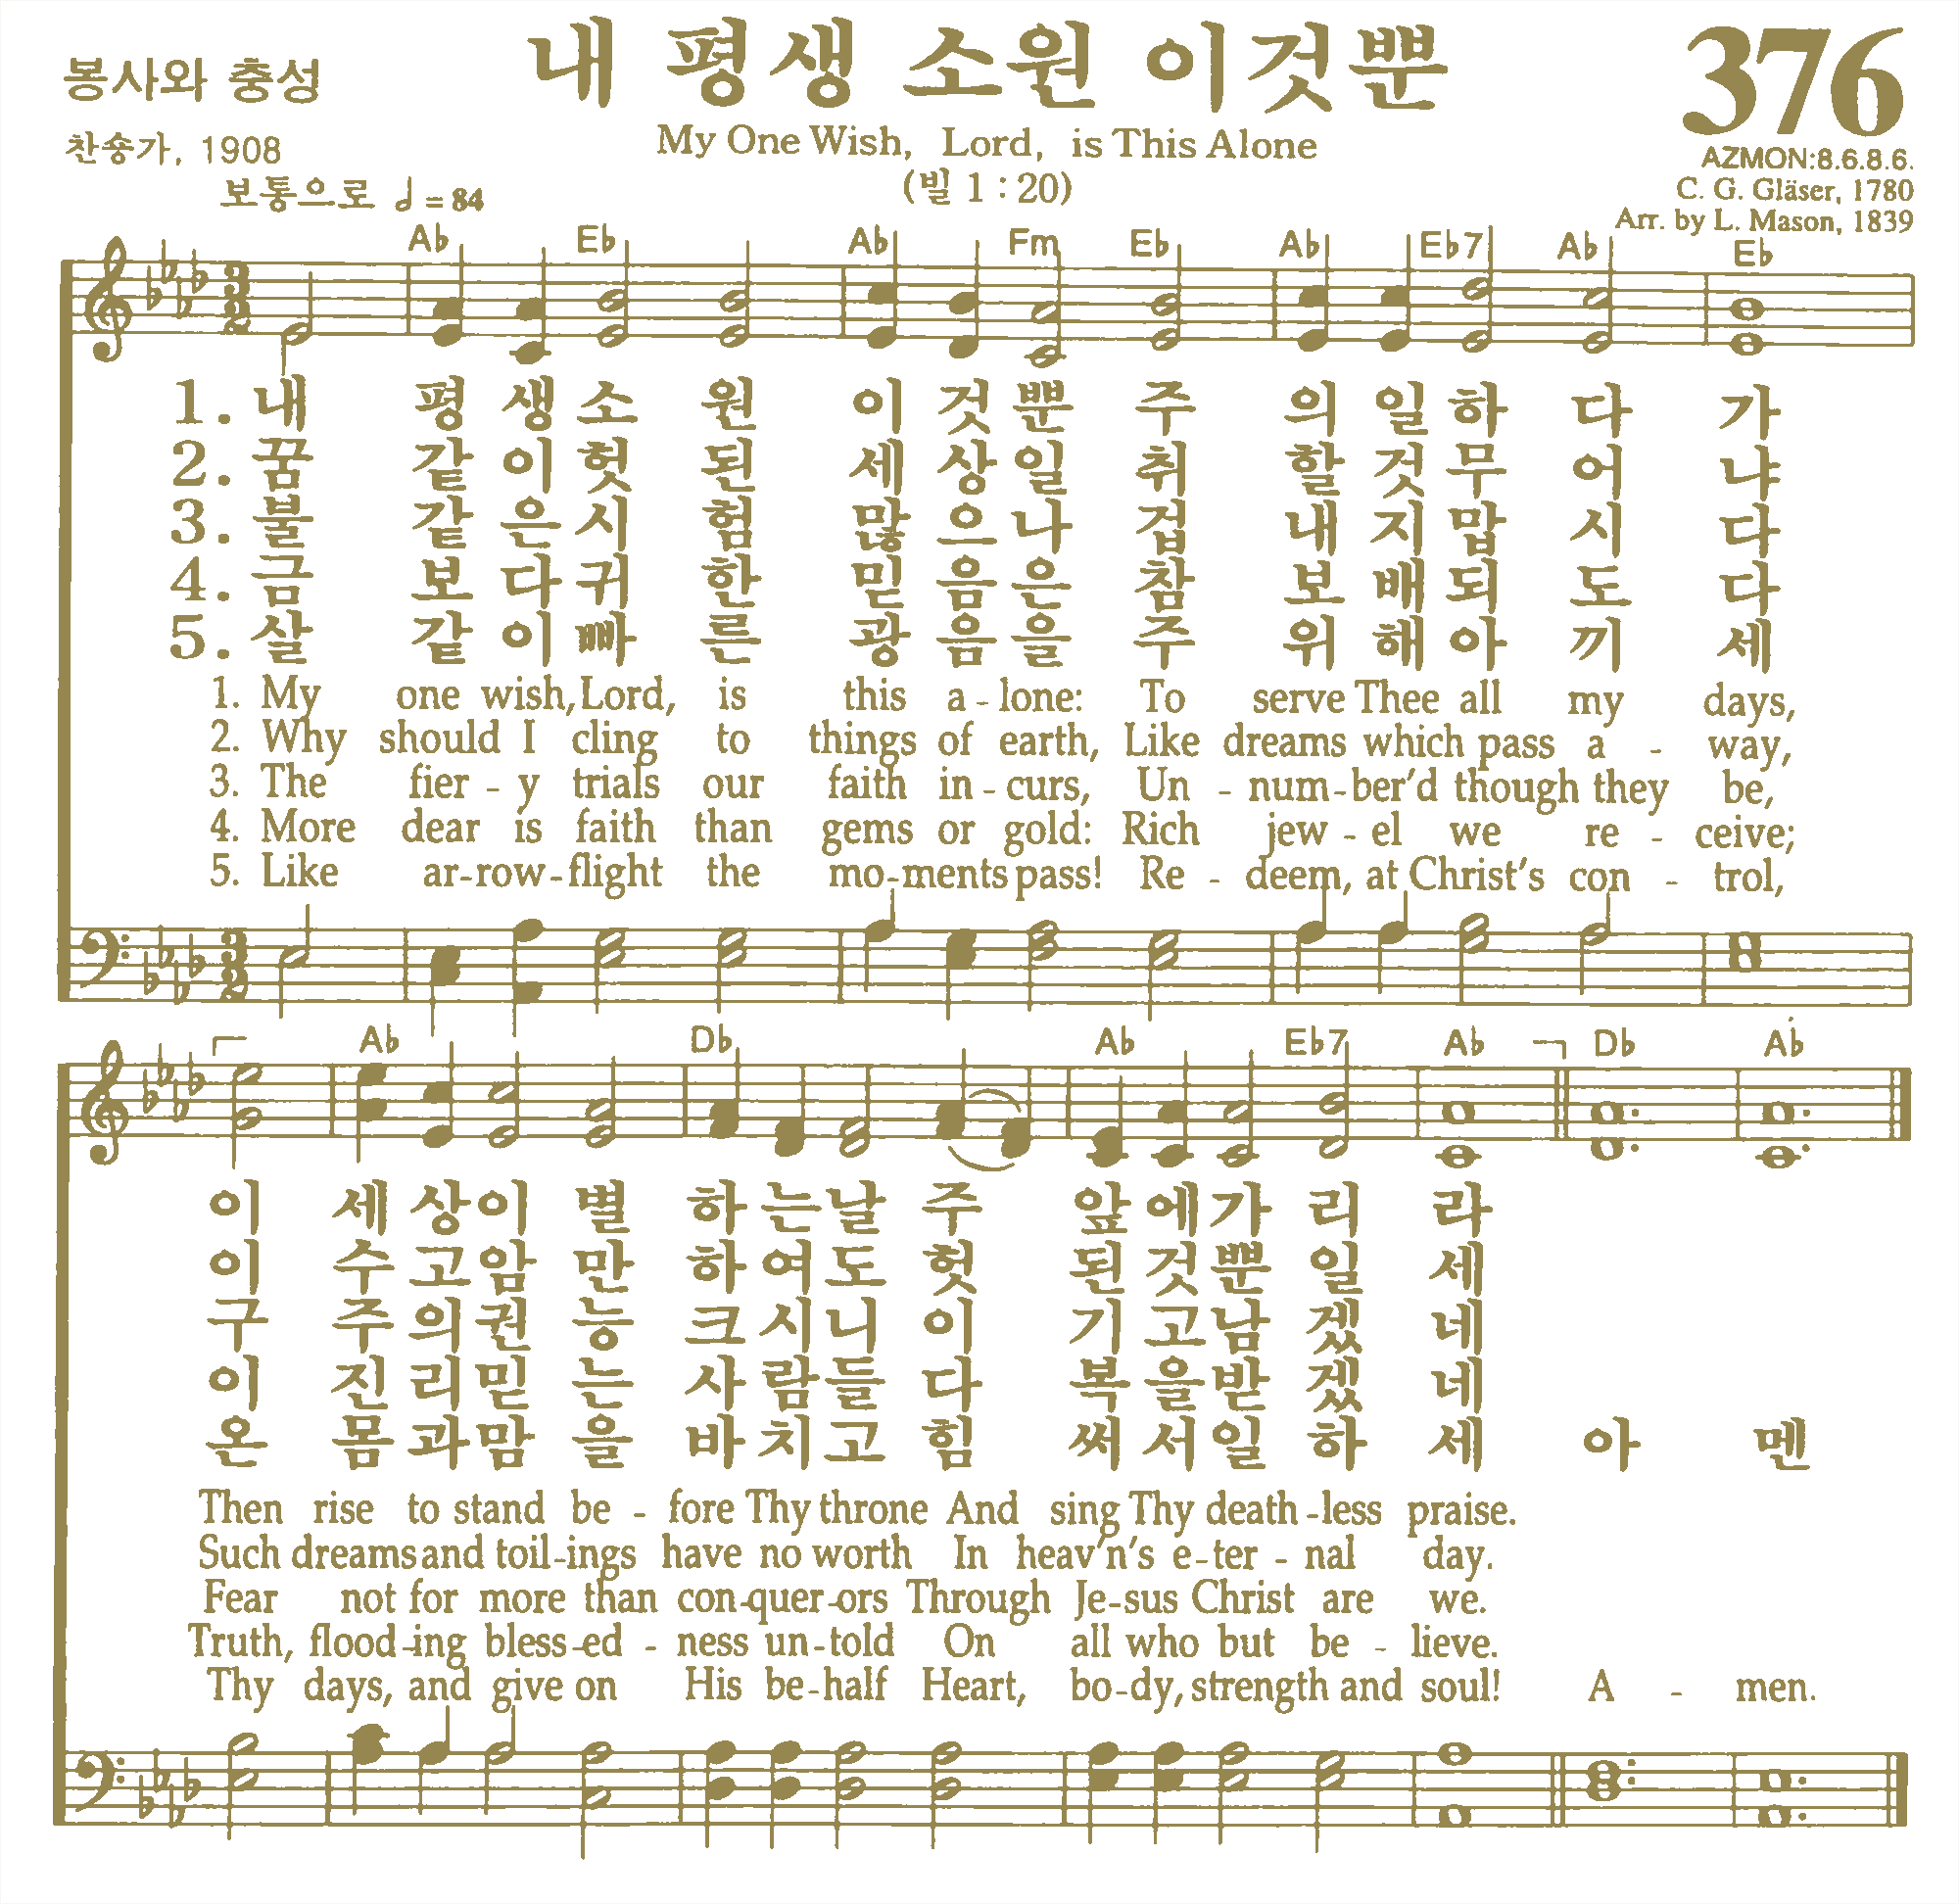 봉사와 충성
내 평생 소원 이것뿐
376
찬송가, 1908
My One Wish, Lord, is This Alone
AZMON:8.6.8.6.
보통으로 𝅗𝅥 = 84
(빌 1 : 20)
C. G. Gläser, 1780
Arr. by L. Mason, 1839
A♭ E♭ A♭ Fm E♭ A♭ E♭7 A♭ E♭
1. 내 평 생 소 원 이 것 뿐 주 의 일 하 다 가
2. 꿈 같 이 헛 된 세 상 일 취 할 것 무 어 냐
3. 불 같 은 시 험 많 으 나 겁 내 지 맙 시 다
4. 금 보 다 귀 한 믿 음 은 참 보 배 되 도 다
5. 살 같 이 빠 른 광 음 을 주 위 해 아 끼 세
1. My one wish, Lord, is this a - lone: To serve Thee all my days,
2. Why should I cling to things of earth, Like dreams which pass a - way,
3. The fier - y trials our faith in - curs, Un - num - ber'd though they be,
4. More dear is faith than gems or gold: Rich jew - el we re - ceive;
5. Like ar - row - flight the mo - ments pass! Re - deem, at Christ's con - trol,
A♭ D♭ A♭ E♭7 A♭ D♭ A♭
이 세 상 이 별 하 는 날 주 앞 에 가 리 라
이 수 고 암 만 하 여 도 헛 된 것 뿐 일 세
구 주 의 권 능 크 시 니 이 기 고 남 겠 네
이 진 리 믿 는 사 람 들 다 복 을 받 겠 네
온 몸 과 맘 을 바 치 고 힘 써 서 일 하 세 아 멘
Then rise to stand be - fore Thy throne And sing Thy death - less praise.
Such dreams and toil - ings have no worth In heav'n's e - ter - nal day.
Fear not for more than con - quer - ors Through Je - sus Christ are we.
Truth, flood - ing bless - ed - ness un - told On all who but be - lieve.
Thy days, and give on His be - half Heart, bo - dy, strength and soul! A - men.